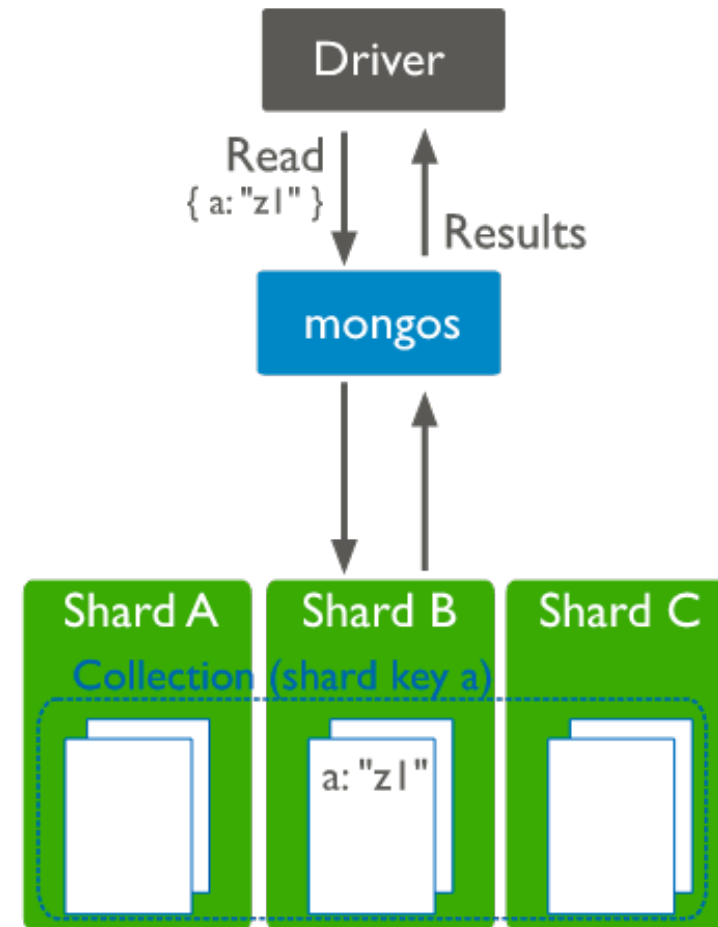 Driver
Read
{ a: "z1" }
Results
mongos
Shard A
Shard B
Shard C
Collection (shard key a)
a: "z1"